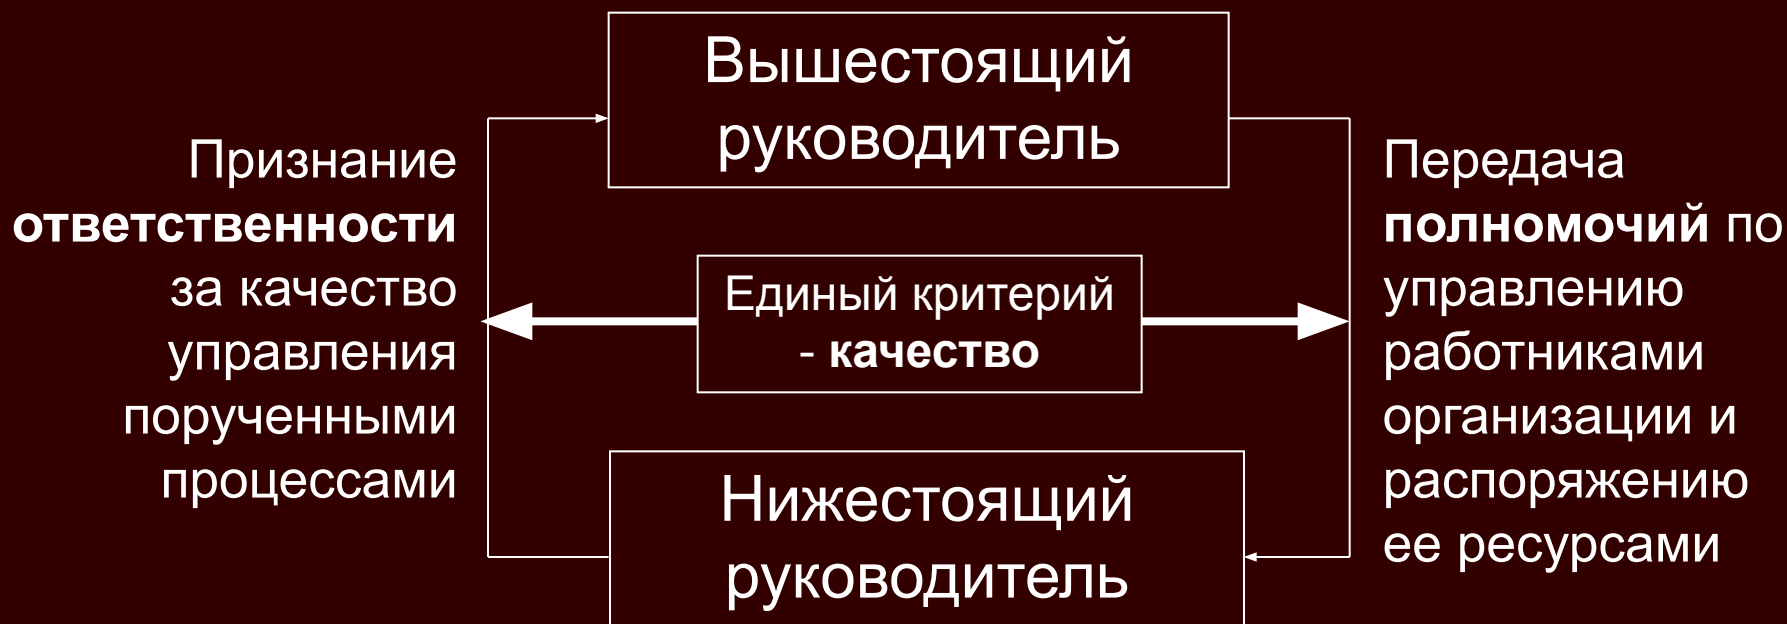 Вышестоящий
руководитель
Признание
ответственности
за качество
управления
порученными
процессами
Единый критерий
- качество
Передача
полномочий по
управлению
работниками
организации и
распоряжению
ее ресурсами
Нижестоящий
руководитель